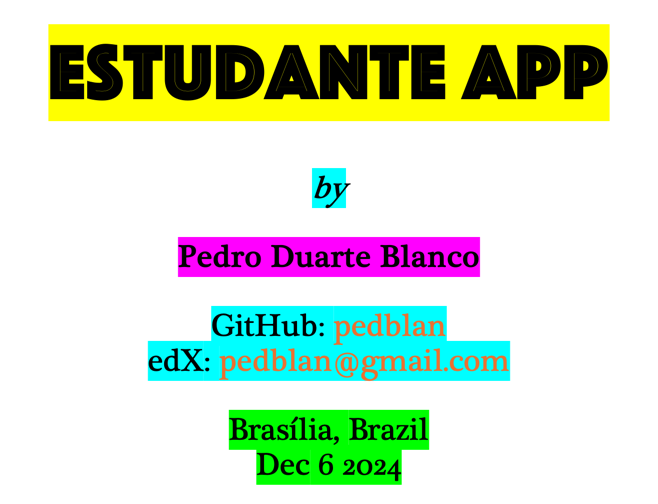 ESTUDANTE APP
by
Pedro Duarte Blanco
GitHub: pedblan
edX: pedblan@gmail.com
Brasília, Brazil
Dec 6 2024